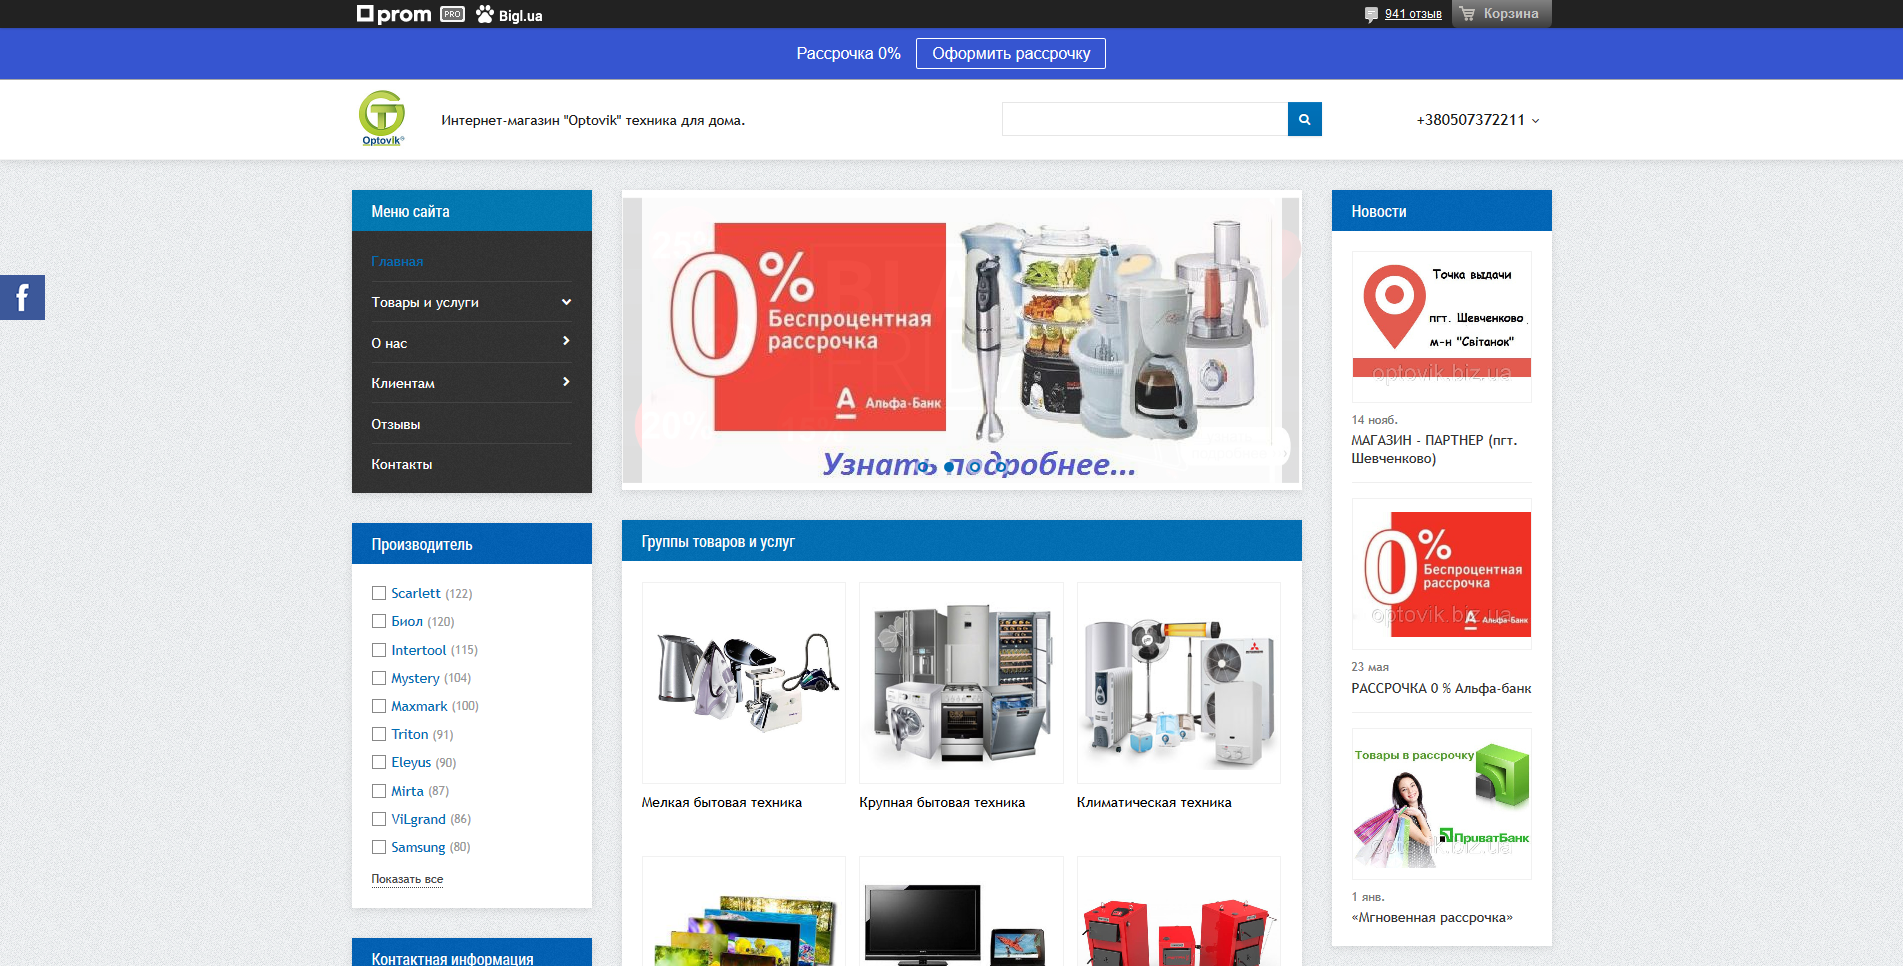 prom PRO Bigl.ua
941 отзыв
Корзина
Рассрочка 0% Оформить рассрочку
Optovik®
Интернет-магазин "Optovik" техника для дома.
+380507372211
Меню сайта
Главная
Товары и услуги
О нас
Клиентам
Отзывы
Контакты
Производитель
Scarlett (122)
Биол (120)
Intertool (115)
Mystery (104)
Maxmark (100)
Triton (91)
Eleyus (90)
Mirta (87)
ViLgrand (86)
Samsung (80)
Показать все
Контактная информация
25%
20%
0%
Беспроцентная
рассрочка
Альфа-Банк
Узнать подробнее...
Группы товаров и услуг
Мелкая бытовая техника
Крупная бытовая техника
Климатическая техника
Новости
Точка выдачи
пгт. Шевченково
м-н "Світанок"
optovik.biz.ua
14 нояб.
МАГАЗИН - ПАРТНЕР (пгт.
Шевченково)
0%
Беспроцентная
рассрочка
optovik.biz.ua
Альфа-Банк
23 мая
РАССРОЧКА 0 % Альфа-банк
Товары в рассрочку
ПриватБанк
optovik.biz.ua
1 янв.
«Мгновенная рассрочка»